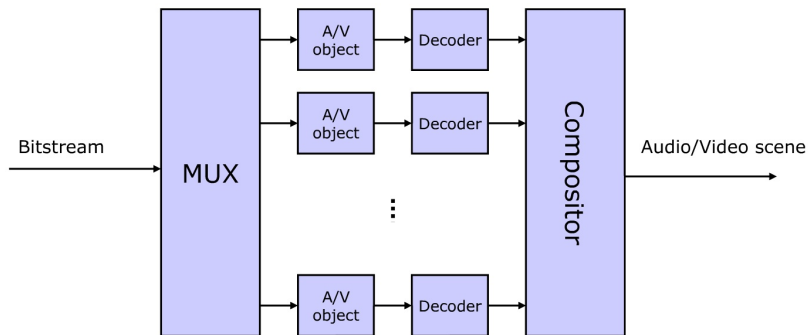 A/V
object
Decoder
A/V
object
Decoder
Bitstream
MUX
Compositor
Audio/Video scene
...
A/V
object
Decoder